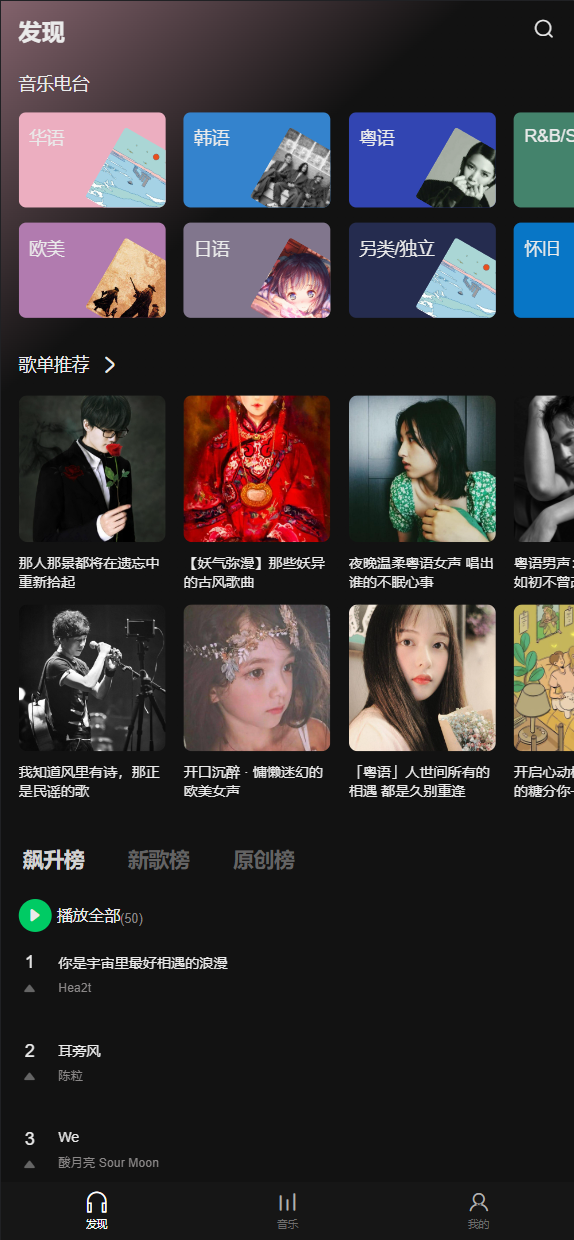 发现
音乐电台
华语
韩语
粤语
R&B/S
欧美
日语
另类/独立
怀旧
歌单推荐
那人那景都将在遗忘中
重新拾起
【妖气弥漫】那些妖异
的古风歌曲
夜晚温柔粤语女声 唱出
谁的不眠心事
粤语男声
如初不曾
我知道风里有诗，那正
是民谣的歌
开口沉醉 · 慵懒迷幻的
欧美女声
「粤语」人世间所有的
相遇 都是久别重逢
开启心动
的糖分你
飙升榜
新歌榜
原创榜
播放全部(50)
1
你是宇宙里最好相遇的浪漫
Hea2t
2
耳旁风
陈粒
3
We
酸月亮 Sour Moon
发现
音乐
我的